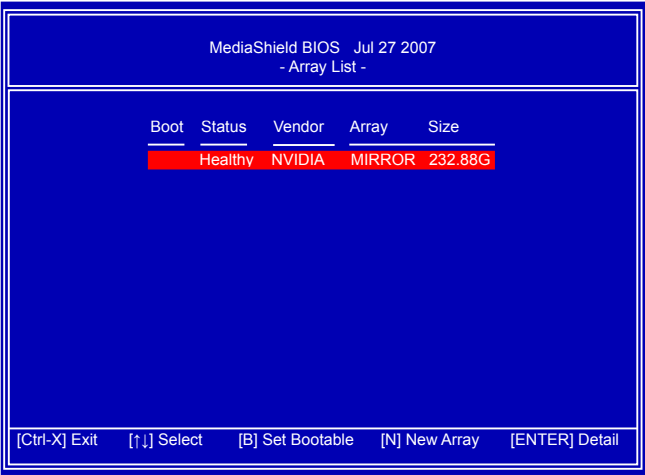 MediaShield BIOS Jul 27 2007
- Array List -
Boot Status Vendor Array Size
Healthy NVIDIA MIRROR 232.88G
[Ctrl-X] Exit [↑↓] Select [B] Set Bootable [N] New Array [ENTER] Detail